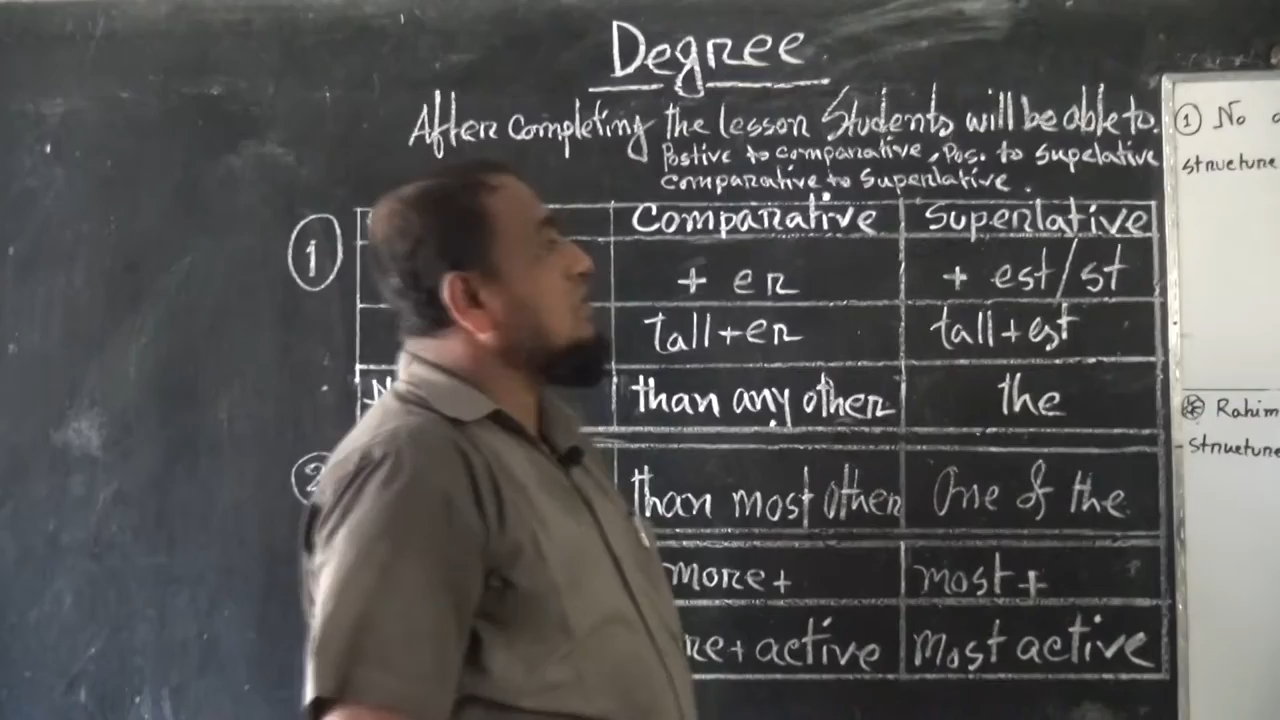 Degree
After Completing the lesson Students will be able to.
Postive to comparative, Pos. to Supelative
comparative to Superlative.
1 Comparative Superlative
+ er + est/st
tall+er tall+est
N than any other the
2 than most other One of the
more+ most+
re+ active Most active
1 No
structure
Rahim
- structure